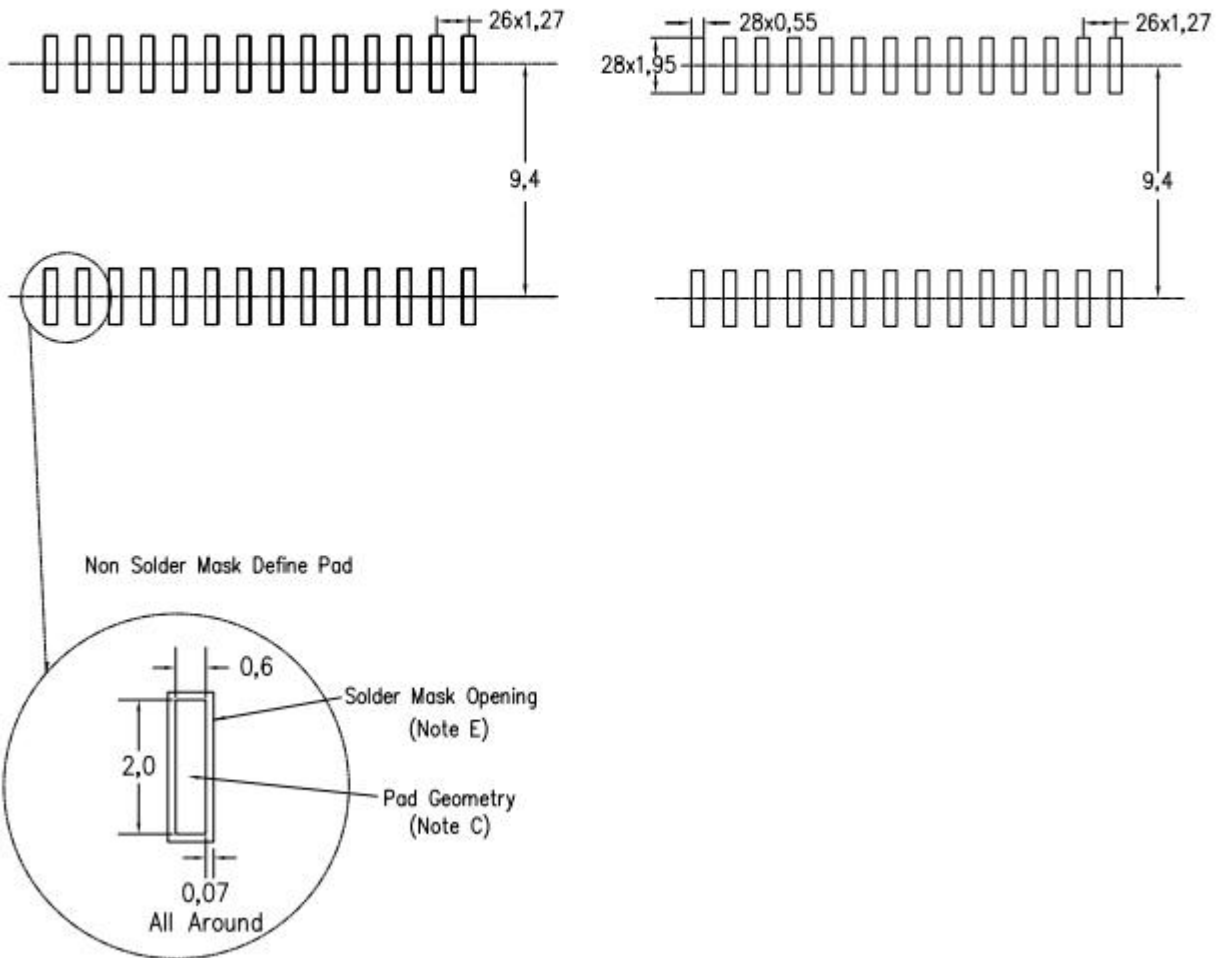 26x1,27
28x0,55
26x1,27
28x1,95
9,4
9,4
Non Solder Mask Define Pad
0,6
Solder Mask Opening
(Note E)
2,0
Pad Geometry
(Note C)
0,07
All Around